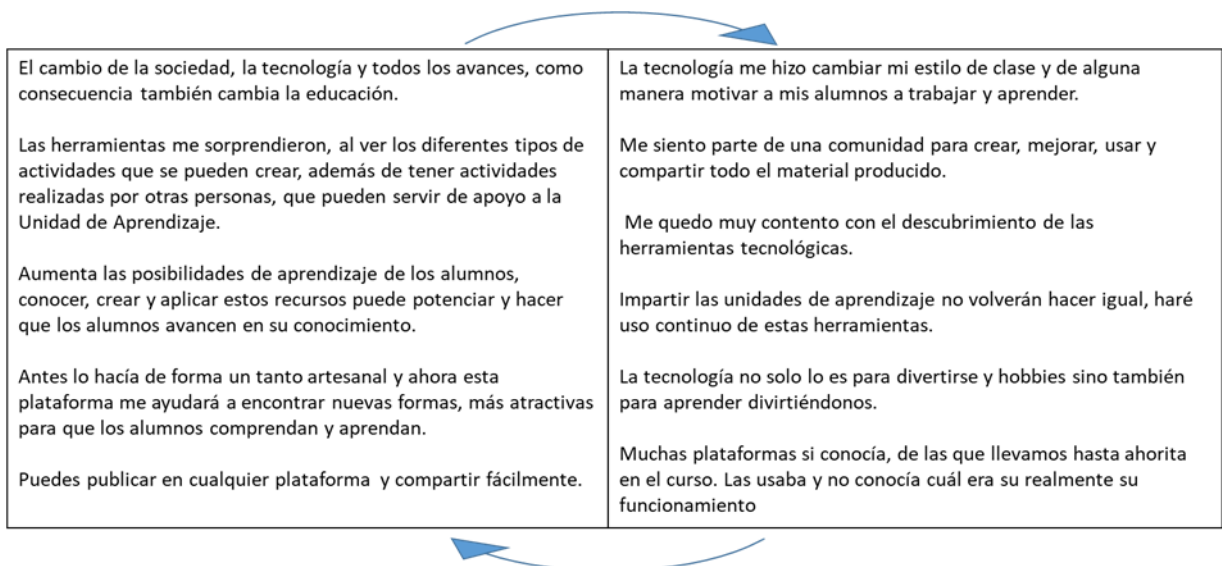 El cambio de la sociedad, la tecnología y todos los avances, como
consecuencia también cambia la educación.
Las herramientas me sorprendieron, al ver los diferentes tipos de
actividades que se pueden crear, además de tener actividades
realizadas por otras personas, que pueden servir de apoyo a la
Unidad de Aprendizaje.
Aumenta las posibilidades de aprendizaje de los alumnos,
conocer, crear y aplicar estos recursos puede potenciar y hacer
que los alumnos avancen en su conocimiento.
Antes lo hacía de forma un tanto artesanal y ahora esta
plataforma me ayudará a encontrar nuevas formas, más atractivas
para que los alumnos comprendan y aprendan.
Puedes publicar en cualquier plataforma y compartir fácilmente.
La tecnología me hizo cambiar mi estilo de clase y de alguna
manera motivar a mis alumnos a trabajar y aprender.
Me siento parte de una comunidad para crear, mejorar, usar y
compartir todo el material producido.
Me quedo muy contento con el descubrimiento de las
herramientas tecnológicas.
Impartir las unidades de aprendizaje no volverán hacer igual, haré
uso continuo de estas herramientas.
La tecnología no solo lo es para divertirse y hobbies sino también
para aprender divirtiéndonos.
Muchas plataformas si conocía, de las que llevamos hasta ahorita
en el curso. Las usaba y no conocía cuál era su realmente su
funcionamiento